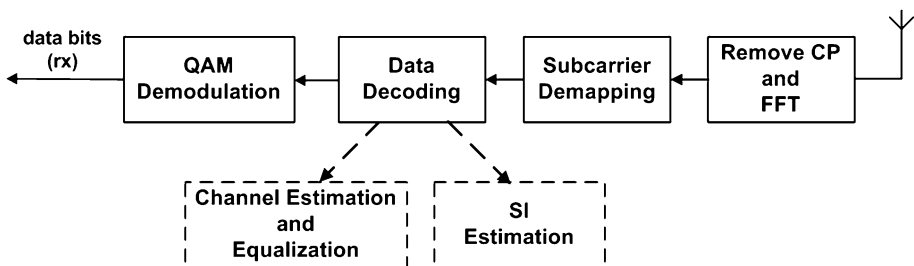 data bits
(rx)
QAM
Demodulation
Data
Decoding
Subcarrier
Demapping
Remove CP
and
FFT
Channel Estimation
and
Equalization
SI
Estimation